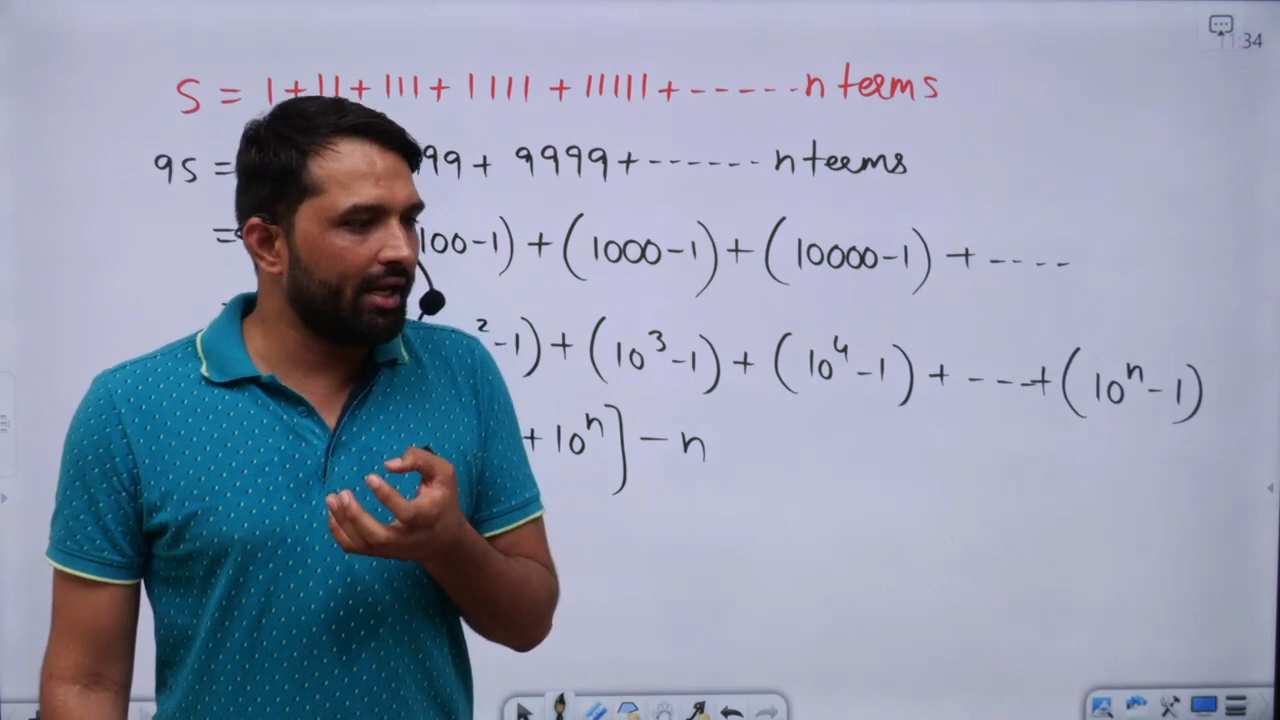 11:34
S = 1 + 11 + 111 + 1111 + 11111 + ------ n terms
9S = 99 + 9999 + ------ n terms
= 100-1) + (1000-1) + (10000-1) + ----
2-1) + (10^3-1) + (10^4-1) + ---+ (10^n-1)
+ 10^n] - n